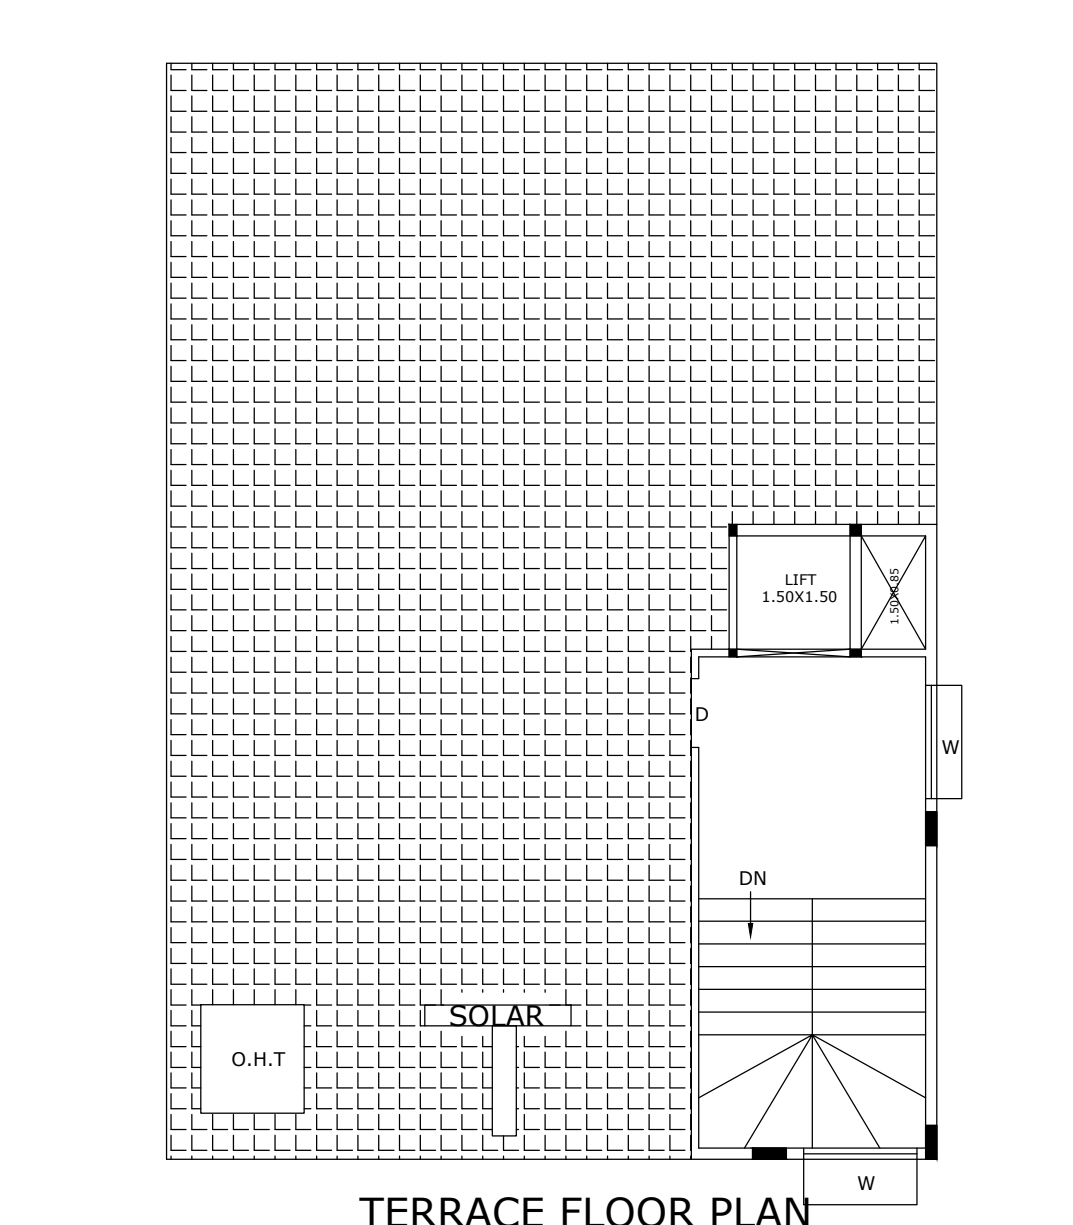 LIFT
1.50X1.50
1.50X0.85
D
W
DN
SOLAR
O.H.T
W
TERRACE FLOOR PLAN